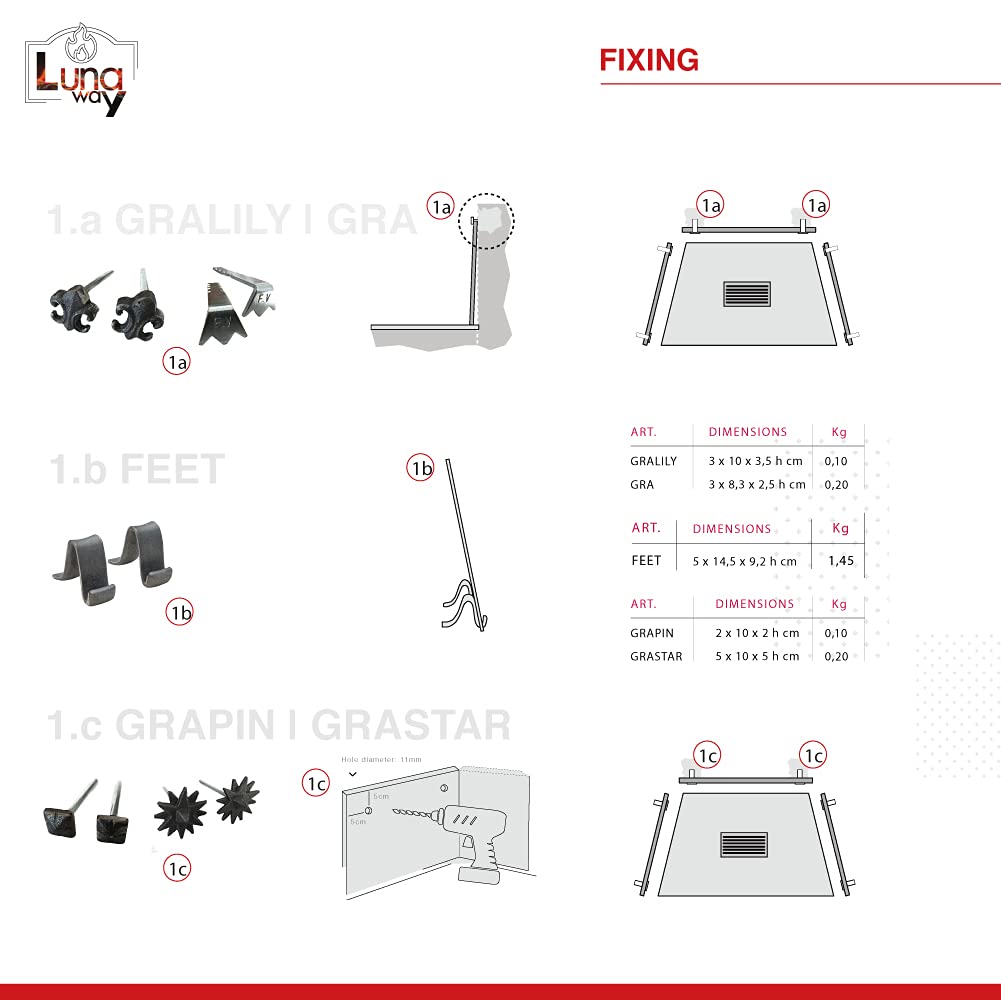 Luna
way
FIXING
1.a GRALILY | GRA
1a
1a
1a
1a
F.V
F.V
1.b FEET
1b
1b
ART. DIMENSIONS Kg
GRALILY 3 x 10 x 3,5 h cm 0,10
GRA 3 x 8,3 x 2,5 h cm 0,20
ART. DIMENSIONS Kg
FEET 5 x 14,5 x 9,2 h cm 1,45
ART. DIMENSIONS Kg
GRAPIN 2 x 10 x 2 h cm 0,10
GRASTAR 5 x 10 x 5 h cm 0,20
1.c GRAPIN | GRASTAR
1c
Hole diameter: 11mm
5cm
5cm
1c
1c
1c